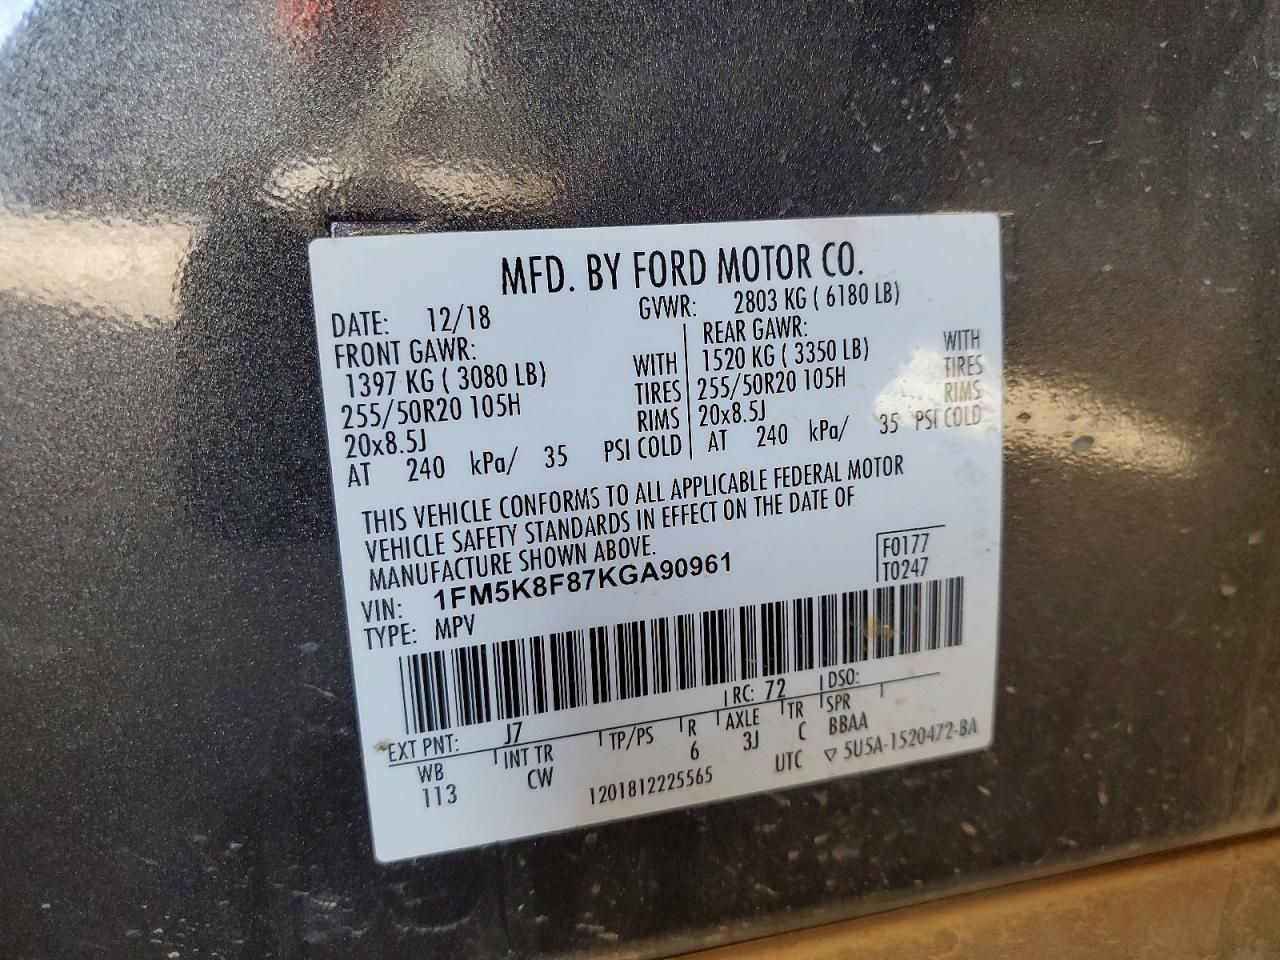 MFD. BY FORD MOTOR CO.
DATE: 12/18 GVWR: 2803 KG ( 6180 LB)
FRONT GAWR: REAR GAWR:
1397 KG ( 3080 LB) WITH 1520 KG ( 3350 LB) WITH
255/50R20 105H TIRES 255/50R20 105H TIRES
20x8.5J RIMS 20x8.5J RIMS
AT 240 kPa/ 35 PSI COLD AT 240 kPa/ 35 PSI COLD
THIS VEHICLE CONFORMS TO ALL APPLICABLE FEDERAL MOTOR
VEHICLE SAFETY STANDARDS IN EFFECT ON THE DATE OF
MANUFACTURE SHOWN ABOVE.
VIN: 1FM5K8F87KGA90961 F0177
TYPE: MPV T0247
EXT PNT: J7 RC: 72 DSO:
WB INT TR TP/PS R AXLE TR SPR
113 CW 6 3J C BBAA
1201812225565 UTC ▽ 5U5A-1520472-BA